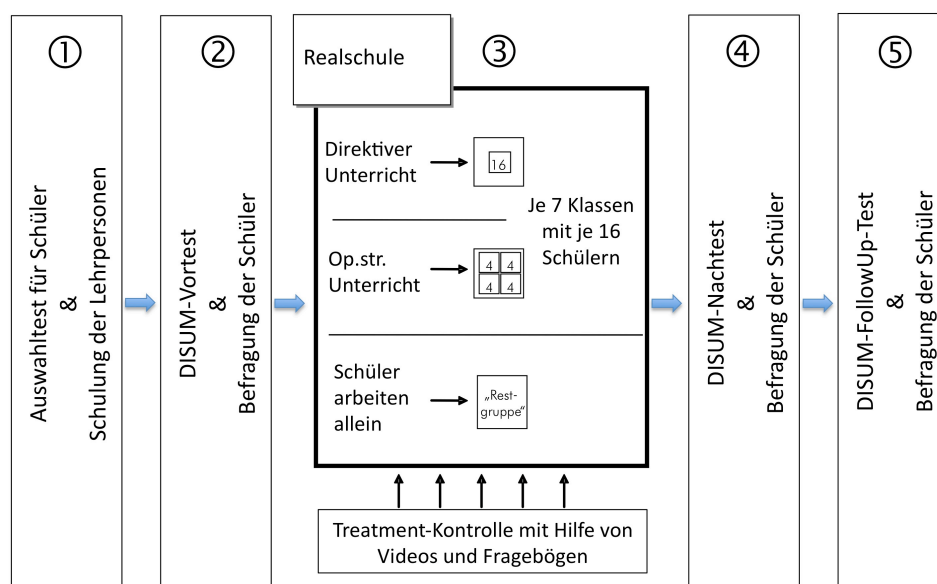 ①
Auswahltest für Schüler
&
Schulung der Lehrpersonen
②
DISUM-Vortest
&
Befragung der Schüler
Realschule
③
Direktiver
Unterricht
16
Je 7 Klassen
mit je 16
Schülern
Op.str.
Unterricht
4 4
4 4
Schüler
arbeiten
allein
„Rest-
gruppe“
Treatment-Kontrolle mit Hilfe von
Videos und Fragebögen
④
DISUM-Nachtest
&
Befragung der Schüler
⑤
DISUM-FollowUp-Test
&
Befragung der Schüler